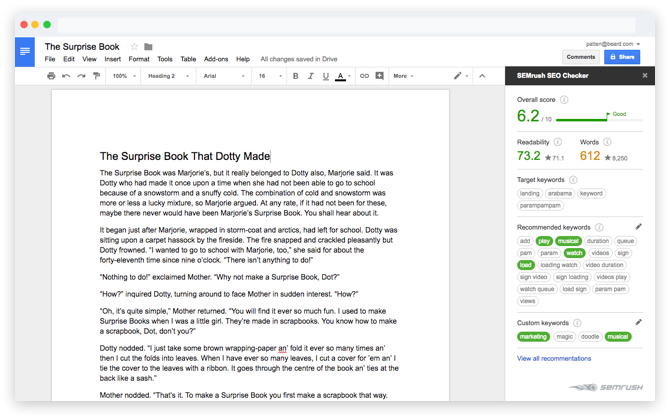 The Surprise Book
patten@beard.com
File Edit View Insert Format Tools Table Add-ons Help All changes saved in Drive
Comments
Share
100% Heading 2 Arial 16 B I U A More
SEMrush SEO Checker
Overall score
6.2 / 10
Good
Readability Words
73.2 ★71.1 612 ★8,250
Target keywords
landing arabama keyword
parampampam
Recommended keywords
add play musical duration queue
pam param watch videos sign
load loading watch video duration
sign video sign loading videos play
watch queue load sign param pam
views
Custom keywords
marketing magic doodle musical
View all recommentations
SEMRUSH
The Surprise Book That Dotty Made
The Surprise Book was Marjorie's, but it really belonged to Dotty also, Marjorie said. It was
Dotty who had made it once upon a time when she had not been able to go to school
because of a snowstorm and a snuffy cold. The combination of cold and snowstorm was
more or less a lucky mixture, so Marjorie argued. At any rate, if it had not been for these,
maybe there never would have been Marjorie's Surprise Book. You shall hear about it.
It began just after Marjorie, wrapped in storm-coat and arctics, had left for school. Dotty was
sitting upon a carpet hassock by the fireside. The fire snapped and crackled pleasantly but
Dotty frowned. "I wanted to go to school with Marjorie, too," she said for about the
forty-eleventh time since nine o'clock. "There isn't anything to do!"
"Nothing to do!" exclaimed Mother. "Why not make a Surprise Book, Dot?"
"How?" inquired Dotty, turning around to face Mother in sudden interest. "How?"
"Oh, it's quite simple," Mother returned. "You will find it ever so much fun. I used to make
Surprise Books when I was a little girl. They're made in scrapbooks. You know how to make
a scrapbook, Dot, don't you?"
Dotty nodded. "I just take some brown wrapping-paper an' fold it ever so many times an'
then I cut the folds into leaves. When I have ever so many leaves, I cut a cover for 'em an' I
tie the cover to the leaves with a ribbon. It goes through the centre of the book an' ties at the
back like a sash."
Mother nodded. "That's it. To make a Surprise Book you first make a scrapbook that way.